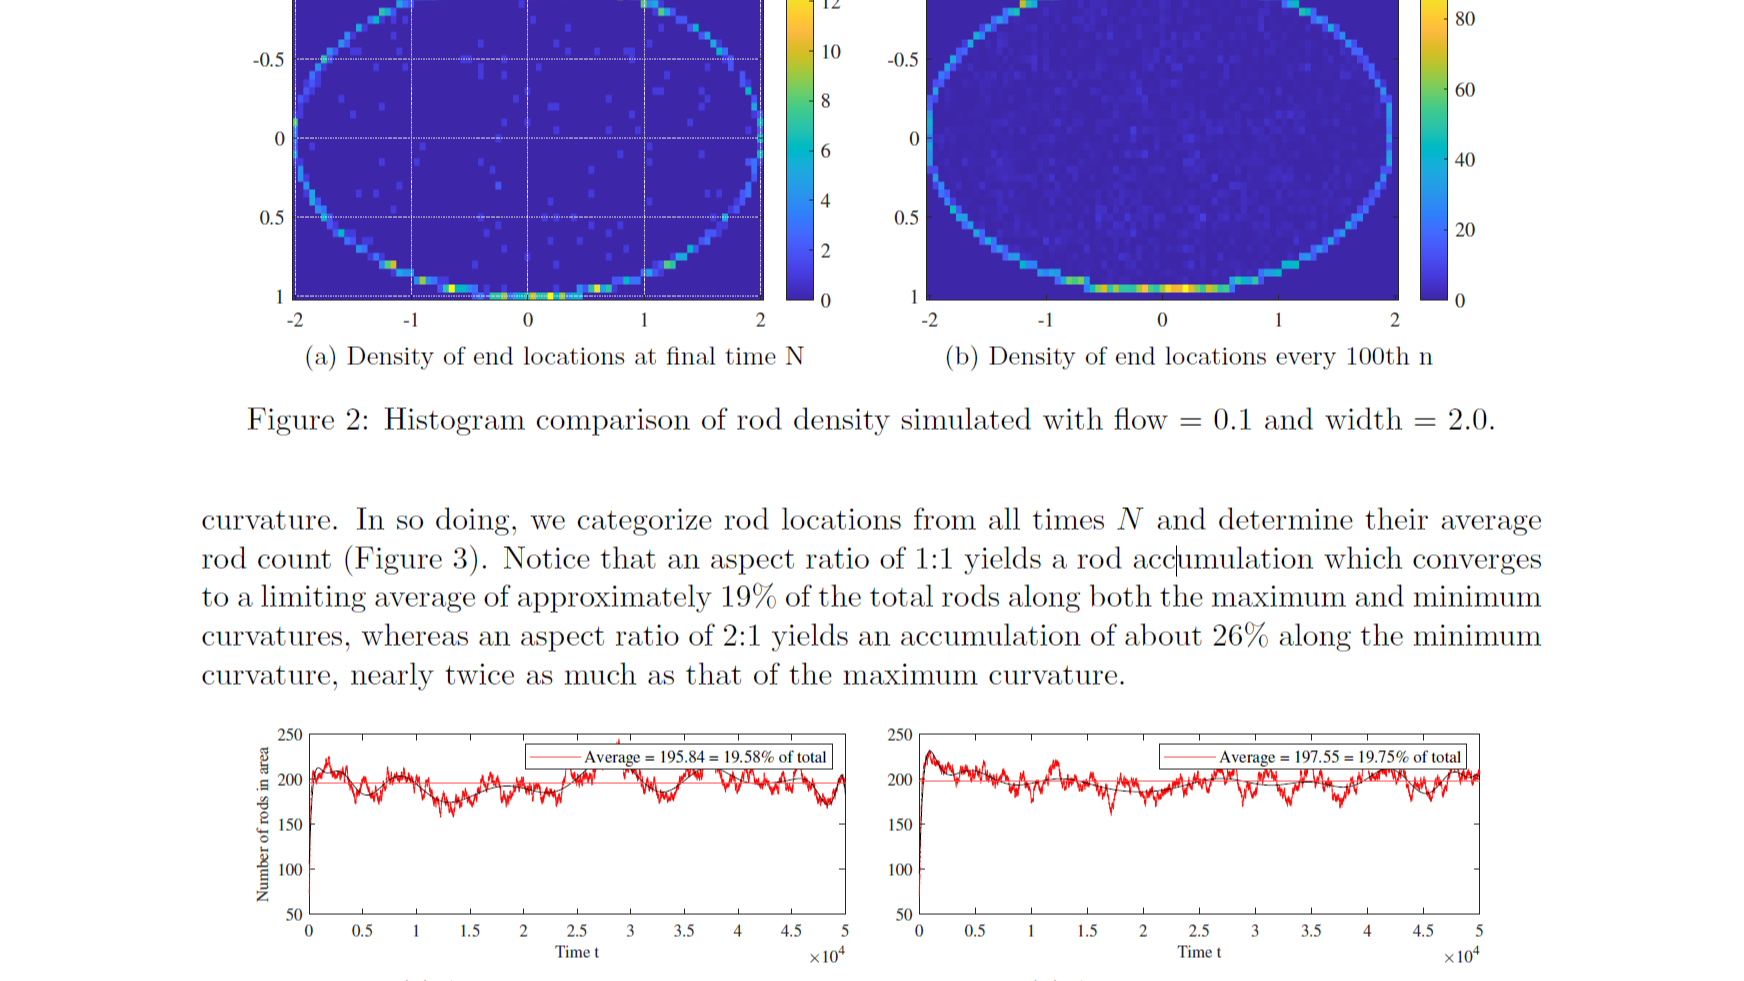 12
10
8
6
4
2
0
-0.5
0
0.5
1
-2 -1 0 1 2
80
60
40
20
0
-0.5
0
0.5
1
-2 -1 0 1 2
(a) Density of end locations at final time N
(b) Density of end locations every 100th n
Figure 2: Histogram comparison of rod density simulated with flow = 0.1 and width = 2.0.
curvature. In so doing, we categorize rod locations from all times N and determine their average
rod count (Figure 3). Notice that an aspect ratio of 1:1 yields a rod accumulation which converges
to a limiting average of approximately 19% of the total rods along both the maximum and minimum
curvatures, whereas an aspect ratio of 2:1 yields an accumulation of about 26% along the minimum
curvature, nearly twice as much as that of the maximum curvature.
Number of rods in area
250
200
150
100
50
Average = 195.84 = 19.58% of total
0 0.5 1 1.5 2 2.5 3 3.5 4 4.5 5
Time t
×10⁴
250
200
150
100
50
Average = 197.55 = 19.75% of total
0 0.5 1 1.5 2 2.5 3 3.5 4 4.5 5
Time t
×10⁴